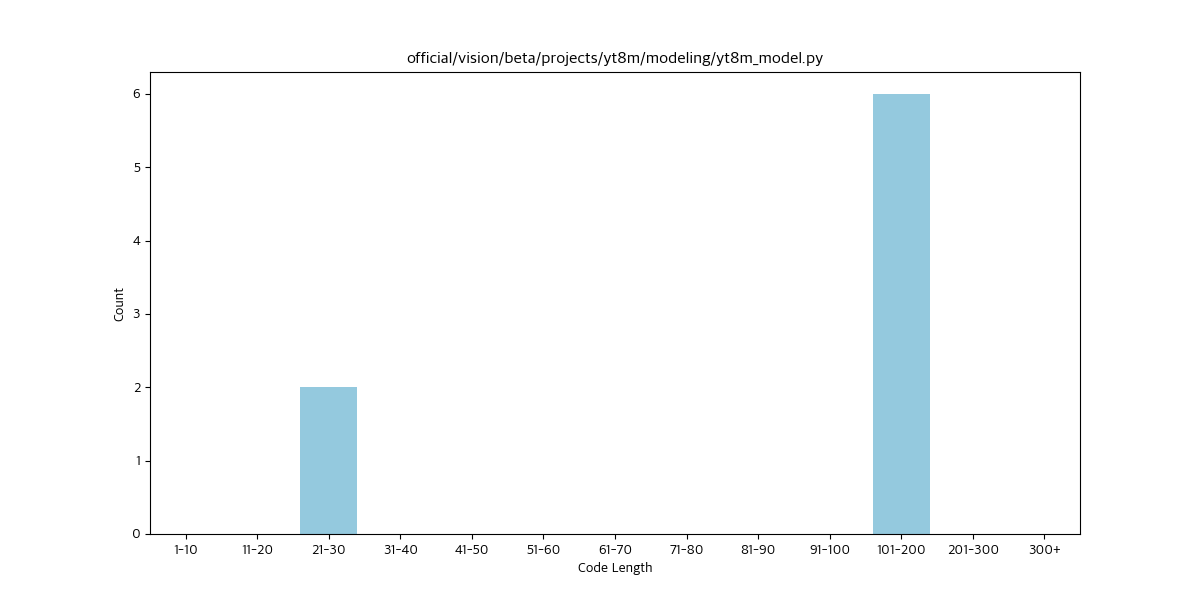 official/vision/beta/projects/yt8m/modeling/yt8m_model.py
Count
6
5
4
3
2
1
0
1-10 11-20 21-30 31-40 41-50 51-60 61-70 71-80 81-90 91-100 101-200 201-300 300+
Code Length